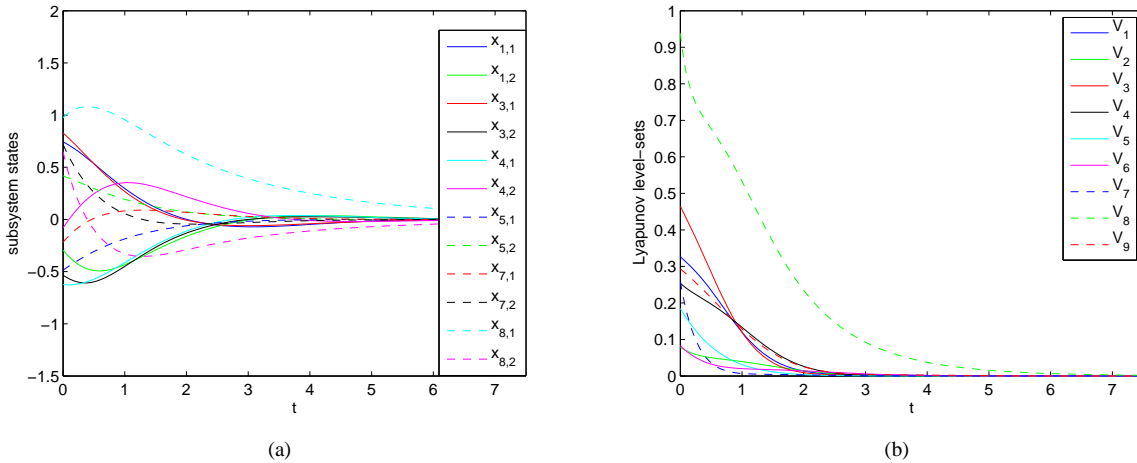 2
1.5
1
0.5
0
−0.5
−1
−1.5
0 1 2 3 4 5 6 7
subsystem states
t
x1,1
x1,2
x3,1
x3,2
x4,1
x4,2
x5,1
x5,2
x7,1
x7,2
x8,1
x8,2
(a)
1
0.9
0.8
0.7
0.6
0.5
0.4
0.3
0.2
0.1
0
0 1 2 3 4 5 6 7
Lyapunov level−sets
t
V1
V2
V3
V4
V5
V6
V7
V8
V9
(b)